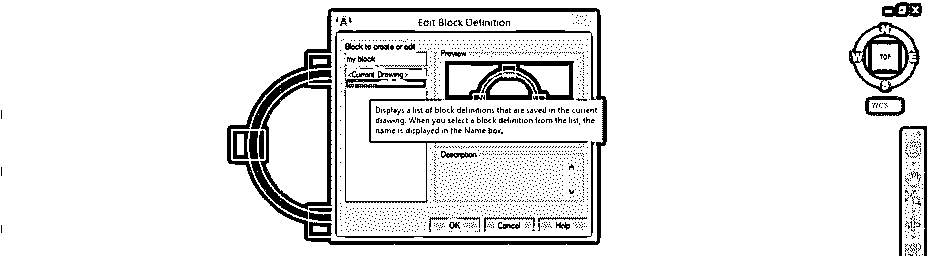 Edit Block Definition
Block to create or edit
my block
<Current Drawing>
Preview
Displays a list of block definitions that are saved in the current
drawing. When you select a block definition from the list, the
name is displayed in the Name box.
Description
OK
Cancel
Help
TOP
WCS